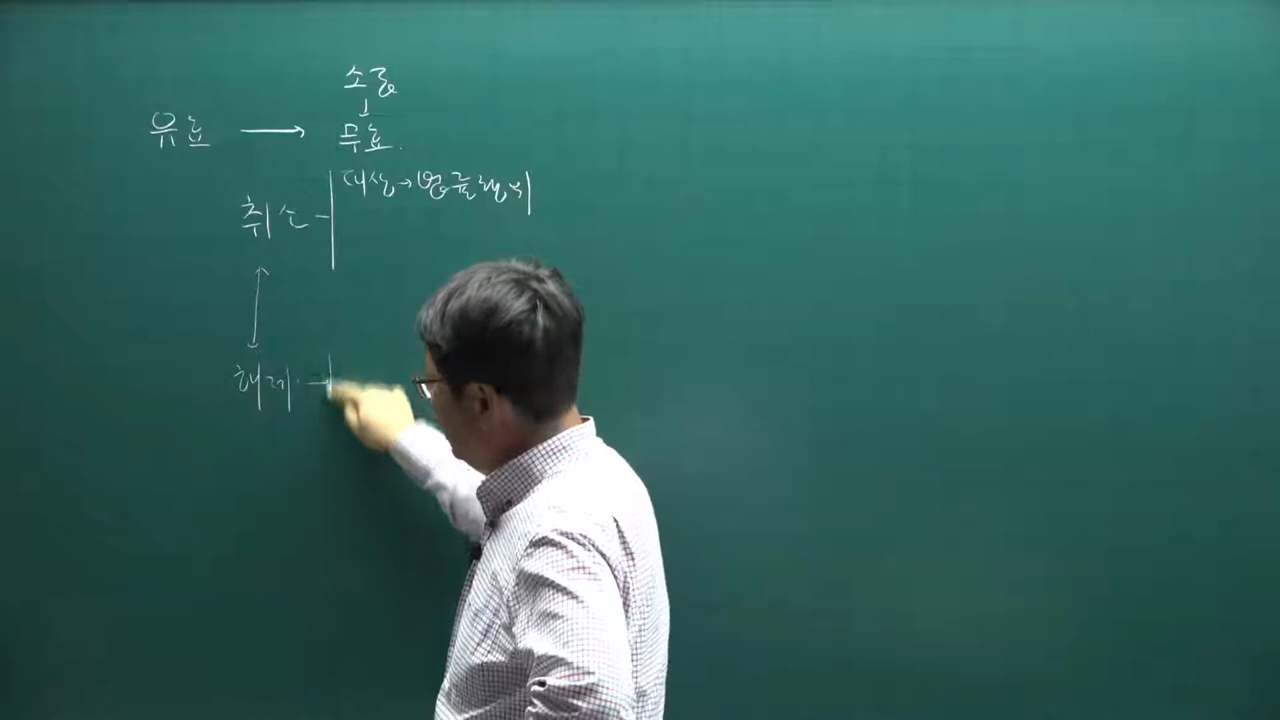 소급
↓
유효 → 무효.
취소 - 대상→법률행위
↕
해제 -